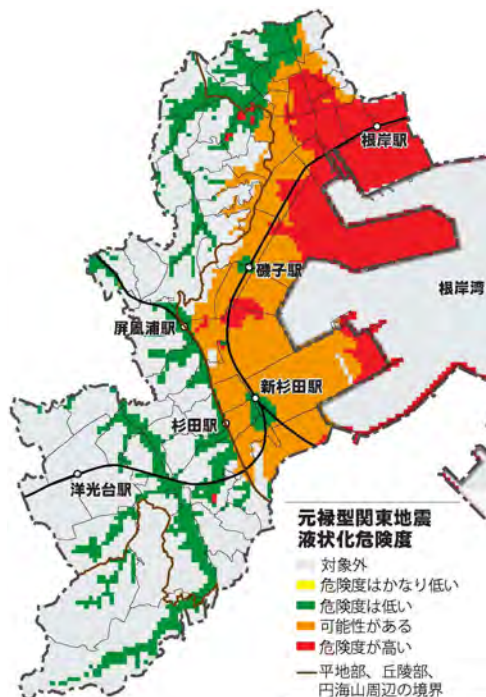 根岸駅
磯子駅
根岸湾
屏風浦駅
新杉田駅
杉田駅
洋光台駅
元禄型関東地震
液状化危険度
対象外
危険度はかなり低い
危険度は低い
可能性がある
危険度が高い
平地部、丘陵部、
円海山周辺の境界